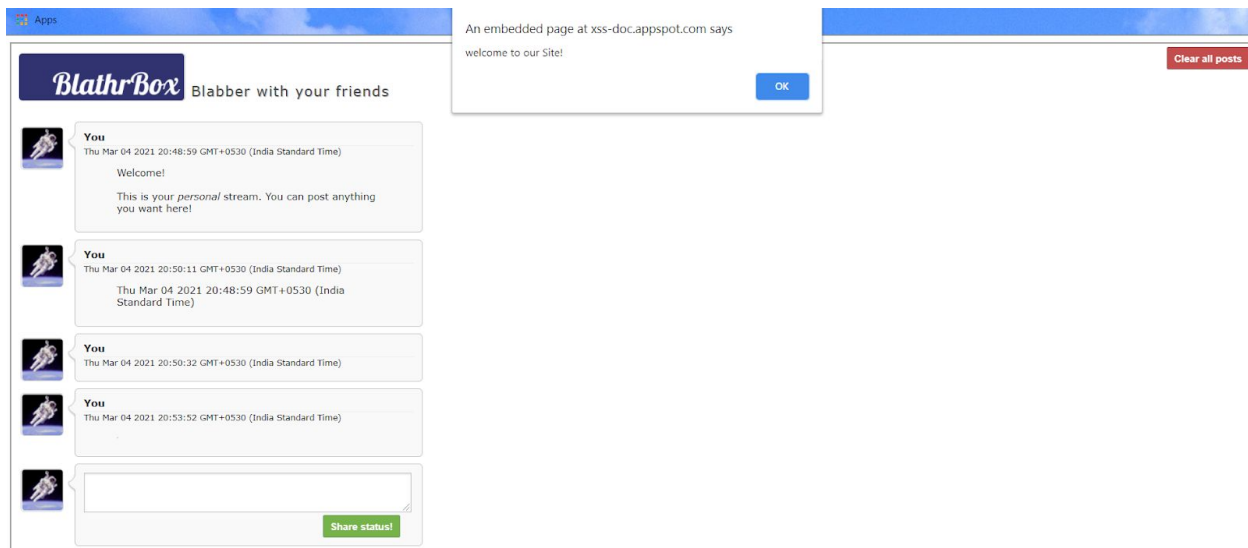 Apps
An embedded page at xss-doc.appspot.com says
welcome to our Site!
OK
Clear all posts
BlathrBox Blabber with your friends
You
Thu Mar 04 2021 20:48:59 GMT+0530 (India Standard Time)
Welcome!
This is your personal stream. You can post anything
you want here!
You
Thu Mar 04 2021 20:50:11 GMT+0530 (India Standard Time)
Thu Mar 04 2021 20:48:59 GMT+0530 (India
Standard Time)
You
Thu Mar 04 2021 20:50:32 GMT+0530 (India Standard Time)
You
Thu Mar 04 2021 20:53:52 GMT+0530 (India Standard Time)
Share status!